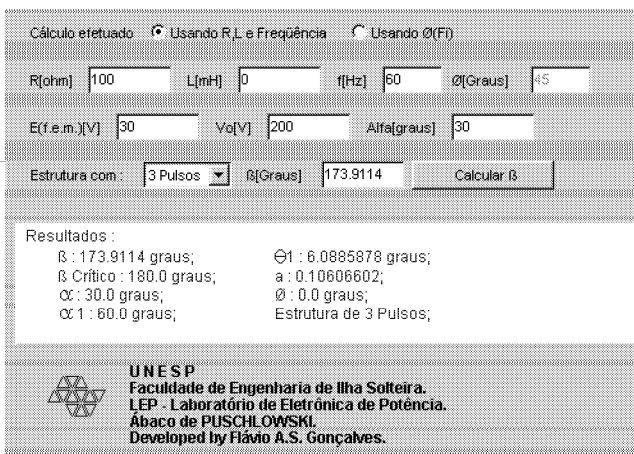 Cálculo efetuado Usando R,L e Freqüência Usando Ø(Fi)
R[ohm] 100 L[mH] 0 f[Hz] 60 Ø[Graus] 45
E(f.e.m.)[V] 30 Vo[V] 200 Alfa[graus] 30
Estrutura com : 3 Pulsos ß[Graus] 173.9114 Calcular ß
Resultados :
ß : 173.9114 graus; Θ1 : 6.0885878 graus;
ß Crítico : 180.0 graus; a : 0.10606602;
α : 30.0 graus; Ø : 0.0 graus;
α 1 : 60.0 graus; Estrutura de 3 Pulsos;
UNESP
Faculdade de Engenharia de Ilha Solteira.
LEP - Laboratório de Eletrônica de Potência.
Ábaco de PUSCHLOWSKI.
Developed by Flávio A.S. Gonçalves.